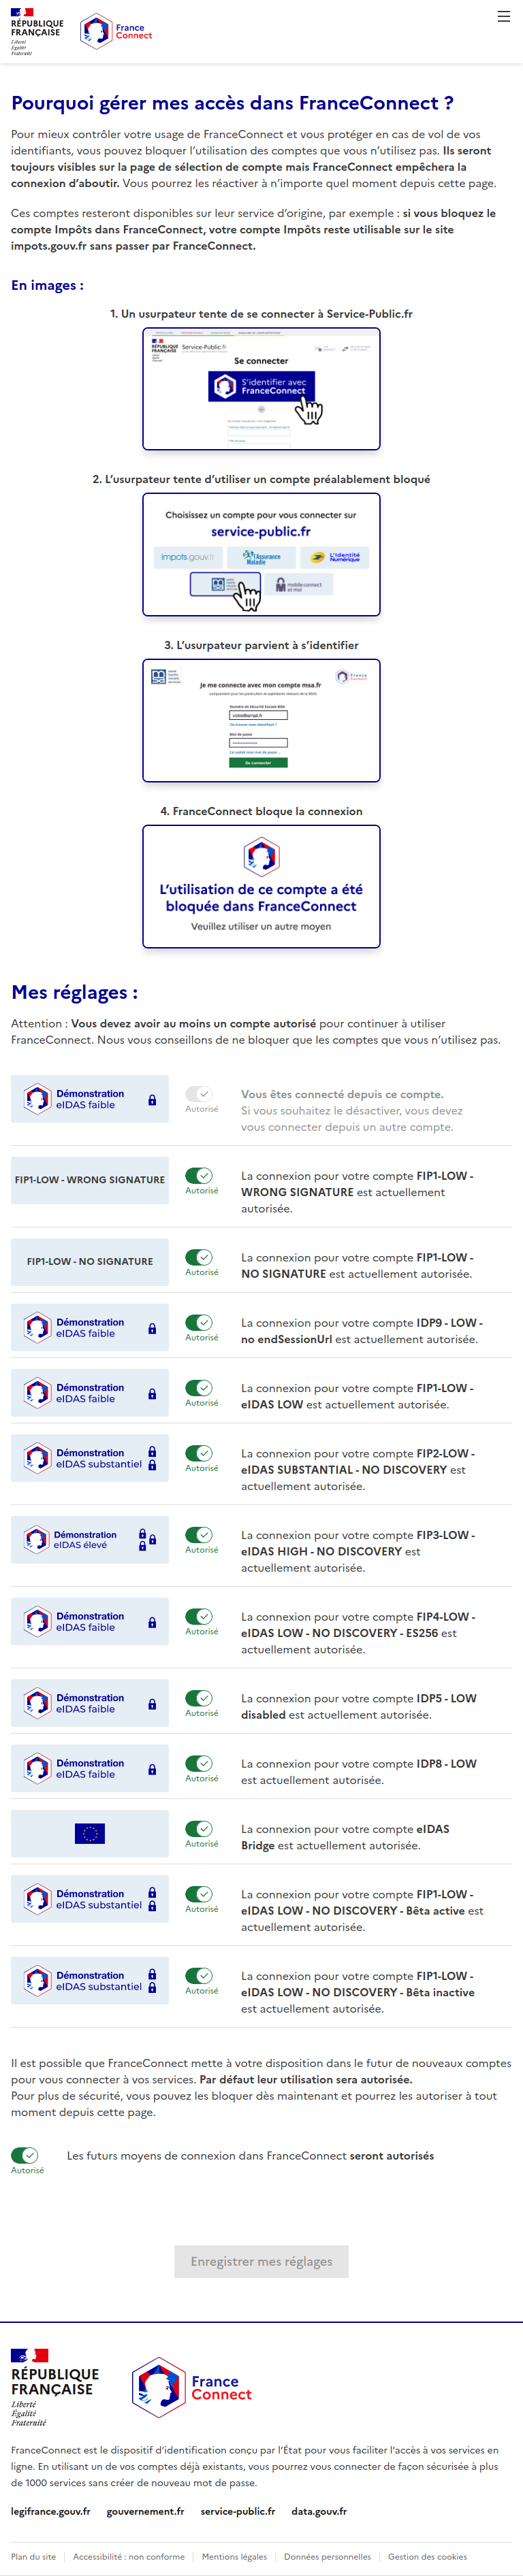 RÉPUBLIQUE
FRANÇAISE
Liberté
Égalité
Fraternité
France
Connect
Pourquoi gérer mes accès dans FranceConnect ?
Pour mieux contrôler votre usage de FranceConnect et vous protéger en cas de vol de vos
identifiants, vous pouvez bloquer l’utilisation des comptes que vous n’utilisez pas. Ils seront
toujours visibles sur la page de sélection de compte mais FranceConnect empêchera la
connexion d’aboutir. Vous pourrez les réactiver à n’importe quel moment depuis cette page.
Ces comptes resteront disponibles sur leur service d’origine, par exemple : si vous bloquez le
compte Impôts dans FranceConnect, votre compte Impôts reste utilisable sur le site
impots.gouv.fr sans passer par FranceConnect.
En images :
1. Un usurpateur tente de se connecter à Service-Public.fr
RÉPUBLIQUE
FRANÇAISE
Service-Public.fr
Se connecter
S’identifier avec
FranceConnect
2. L’usurpateur tente d’utiliser un compte préalablement bloqué
Choisissez un compte pour vous connecter sur
service-public.fr
impots.gouv.fr
l’Assurance
Maladie
L’Identité
Numérique
mobile connect
et moi
3. L’usurpateur parvient à s’identifier
France
Connect
Je me connecte avec mon compte msa.fr
Numéro de Sécurité Sociale MSA
Mot de passe
Se connecter
4. FranceConnect bloque la connexion
L’utilisation de ce compte a été
bloquée dans FranceConnect
Veuillez utiliser un autre moyen
Mes réglages :
Attention : Vous devez avoir au moins un compte autorisé pour continuer à utiliser
FranceConnect. Nous vous conseillons de ne bloquer que les comptes que vous n’utilisez pas.
Démonstration
eIDAS faible
Autorisé
Vous êtes connecté depuis ce compte.
Si vous souhaitez le désactiver, vous devez
vous connecter depuis un autre compte.
FIP1-LOW - WRONG SIGNATURE
Autorisé
La connexion pour votre compte FIP1-LOW -
WRONG SIGNATURE est actuellement
autorisée.
FIP1-LOW - NO SIGNATURE
Autorisé
La connexion pour votre compte FIP1-LOW -
NO SIGNATURE est actuellement autorisée.
Démonstration
eIDAS faible
Autorisé
La connexion pour votre compte IDP9 - LOW -
no endSessionUrl est actuellement autorisée.
Démonstration
eIDAS faible
Autorisé
La connexion pour votre compte FIP1-LOW -
eIDAS LOW est actuellement autorisée.
Démonstration
eIDAS substantiel
Autorisé
La connexion pour votre compte FIP2-LOW -
eIDAS SUBSTANTIAL - NO DISCOVERY est
actuellement autorisée.
Démonstration
eIDAS élevé
Autorisé
La connexion pour votre compte FIP3-LOW -
eIDAS HIGH - NO DISCOVERY est
actuellement autorisée.
Démonstration
eIDAS faible
Autorisé
La connexion pour votre compte FIP4-LOW -
eIDAS LOW - NO DISCOVERY - ES256 est
actuellement autorisée.
Démonstration
eIDAS faible
Autorisé
La connexion pour votre compte IDP5 - LOW
disabled est actuellement autorisée.
Démonstration
eIDAS faible
Autorisé
La connexion pour votre compte IDP8 - LOW
est actuellement autorisée.
Autorisé
La connexion pour votre compte eIDAS
Bridge est actuellement autorisée.
Démonstration
eIDAS substantiel
Autorisé
La connexion pour votre compte FIP1-LOW -
eIDAS LOW - NO DISCOVERY - Bêta active est
actuellement autorisée.
Démonstration
eIDAS substantiel
Autorisé
La connexion pour votre compte FIP1-LOW -
eIDAS LOW - NO DISCOVERY - Bêta inactive
est actuellement autorisée.
Il est possible que FranceConnect mette à votre disposition dans le futur de nouveaux comptes
pour vous connecter à vos services. Par défaut leur utilisation sera autorisée.
Pour plus de sécurité, vous pouvez les bloquer dès maintenant et pourrez les autoriser à tout
moment depuis cette page.
Autorisé
Les futurs moyens de connexion dans FranceConnect seront autorisés
Enregistrer mes réglages
RÉPUBLIQUE
FRANÇAISE
Liberté
Égalité
Fraternité
France
Connect
FranceConnect est le dispositif d’identification conçu par l’État pour vous faciliter l’accès à vos services en
ligne. En utilisant un de vos comptes déjà existants, vous pourrez vous connecter de façon sécurisée à plus
de 1000 services sans créer de nouveau mot de passe.
legifrance.gouv.fr gouvernement.fr service-public.fr data.gouv.fr
Plan du site Accessibilité : non conforme Mentions légales Données personnelles Gestion des cookies